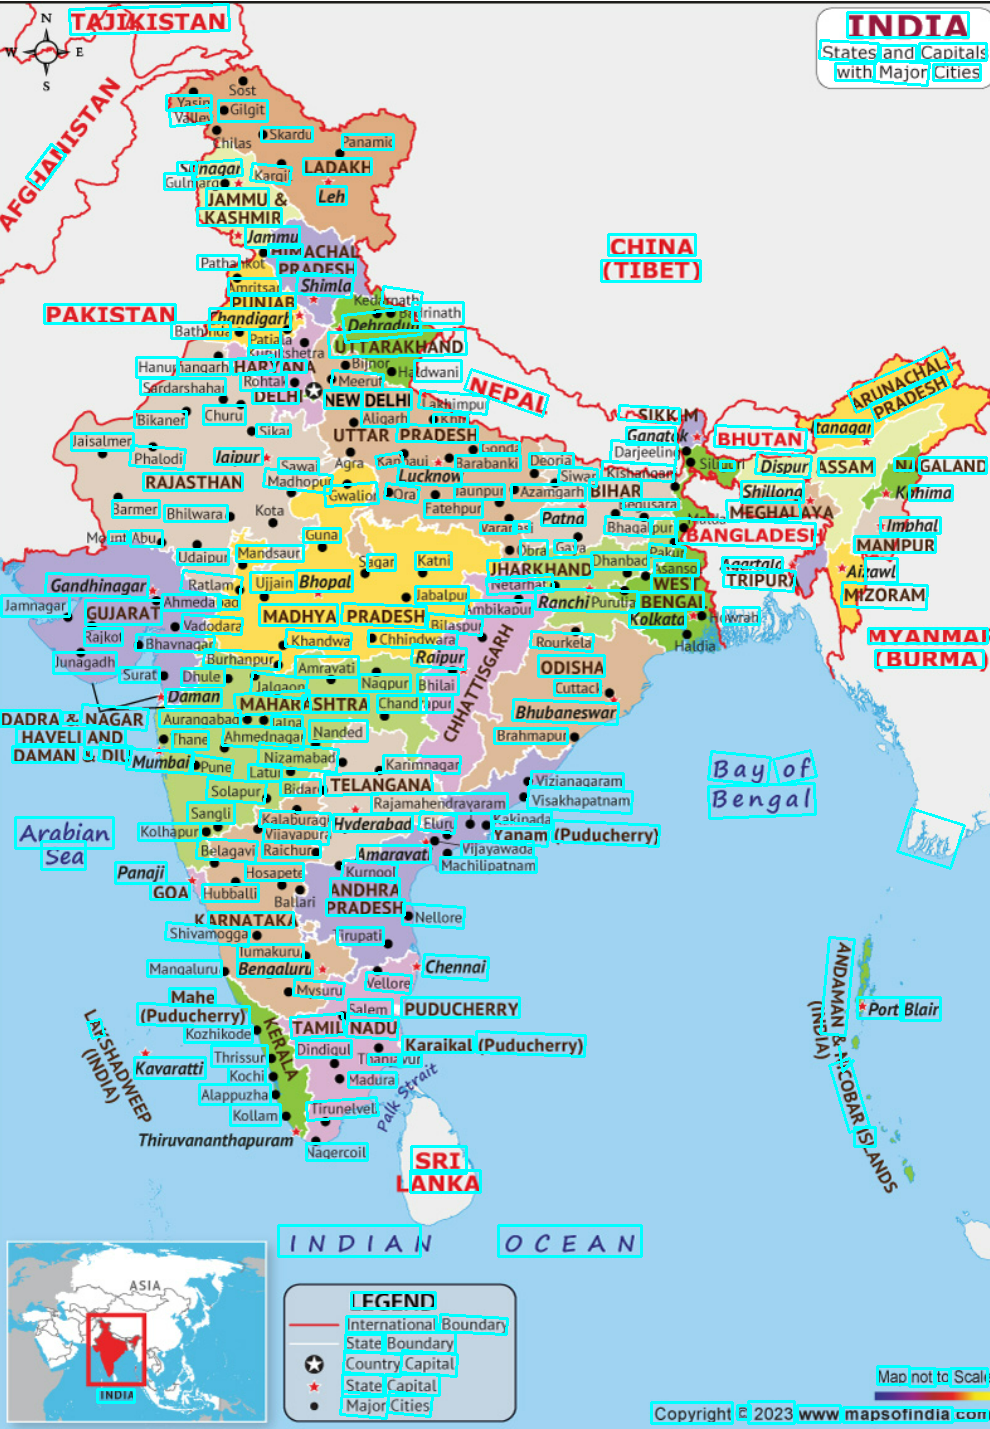 TAJIKISTAN
INDIA
States and Capitals
with Major Cities
N
W E
S
AFGHANISTAN
Sost
Yasin
Valley
Gilgit
Chilas
Skardu
Panamic
Srinagar
Gulmarg
Kargil
LADAKH
Leh
JAMMU &
KASHMIR
Jammu
CHINA
(TIBET)
HIMACHAL
PRADESH
Shimla
Pathankot
Amritsar
PUNJAB
Chandigarh
PAKISTAN
Bathinda
Patiala
Kedarnath
Badrinath
Dehradun
UTTARAKHAND
Kurukshetra
Hanumangarh
HARYANA
Bijnor
Haldwani
Sardarshahar
Rohtak
Meerut
DELHI
NEW DELHI
NEPAL
ARUNACHAL
PRADESH
Bikaner
Churu
Lakhimpur
Aligarh
SIKKIM
Gangtok
BHUTAN
Itanagar
Jaisalmer
Sikar
UTTAR PRADESH
Darjeeling
Phalodi
Jaipur
Sawai
Madhopur
Agra
Kannauj
Gonda
Barabanki
Deoria
Siwan
Kishanganj
Siliguri
Dispur
ASSAM
NAGALAND
RAJASTHAN
Lucknow
Gwalior
Orai
Jaunpur
Azamgarh
BIHAR
Shillong
Kohima
Barmer
Bhilwara
Kota
Fatehpur
Begusarai
Malda
MEGHALAYA
Varanasi
Patna
Bhagalpur
Imphal
Mount Abu
Guna
BANGLADESH
MANIPUR
Udaipur
Mandsaur
Sagar
Katni
Obra
Gaya
Dhanbad
Pakur
Asansol
Agartala
TRIPURA
Aizawl
JHARKHAND
Netarhat
WEST
BENGAL
MIZORAM
Gandhinagar
Ratlam
Ujjain
Bhopal
Jabalpur
Ambikapur
Ranchi
Purulia
Jamnagar
GUJARAT
Ahmedabad
MADHYA PRADESH
Kolkata
Howrah
Rajkot
Vadodara
Bilaspur
Haldia
MYANMAR
(BURMA)
Bhavnagar
Khandwa
Chhindwara
Rourkela
Junagadh
Burhanpur
Raipur
CHHATTISGARH
ODISHA
Surat
Dhule
Amravati
Jalgaon
Nagpur
Bhilai
Cuttack
Daman
MAHARASHTRA
Chandrapur
Bhubaneswar
DADRA & NAGAR
HAVELI AND
DAMAN & DIU
Aurangabad
Jalna
Thane
Ahmednagar
Nanded
Brahmapur
Mumbai
Pune
Nizamabad
Karimnagar
Latur
Bay of
Bengal
Solapur
Bidar
TELANGANA
Vizianagaram
Visakhapatnam
Sangli
Rajamahendravaram
Arabian
Sea
Kolhapur
Kalaburagi
Vijayapura
Hyderabad
Eluru
Kakinada
Yanam (Puducherry)
Belagavi
Raichur
Amaravati
Vijayawada
Machilipatnam
Panaji
GOA
Hubballi
Hosapete
Kurnool
Ballari
ANDHRA
PRADESH
KARNATAKA
Nellore
Shivamogga
Tirupati
Tumakuru
Mangaluru
Bengaluru
Chennai
Vellore
Mysuru
Mahe
(Puducherry)
Salem
PUDUCHERRY
Port Blair
ANDAMAN & NICOBAR ISLANDS
(INDIA)
Kozhikode
KERALA
TAMIL NADU
Karaikal (Puducherry)
LAKSHADWEEP
(INDIA)
Thrissur
Dindigul
Thanjavur
Kavaratti
Kochi
Madurai
Palk Strait
Alappuzha
Kollam
Tirunelveli
Thiruvananthapuram
Nagercoil
SRI
LANKA
INDIAN OCEAN
ASIA
INDIA
LEGEND
International Boundary
State Boundary
Country Capital
State Capital
Major Cities
Map not to Scale
Copyright © 2023 www.mapsofindia.com